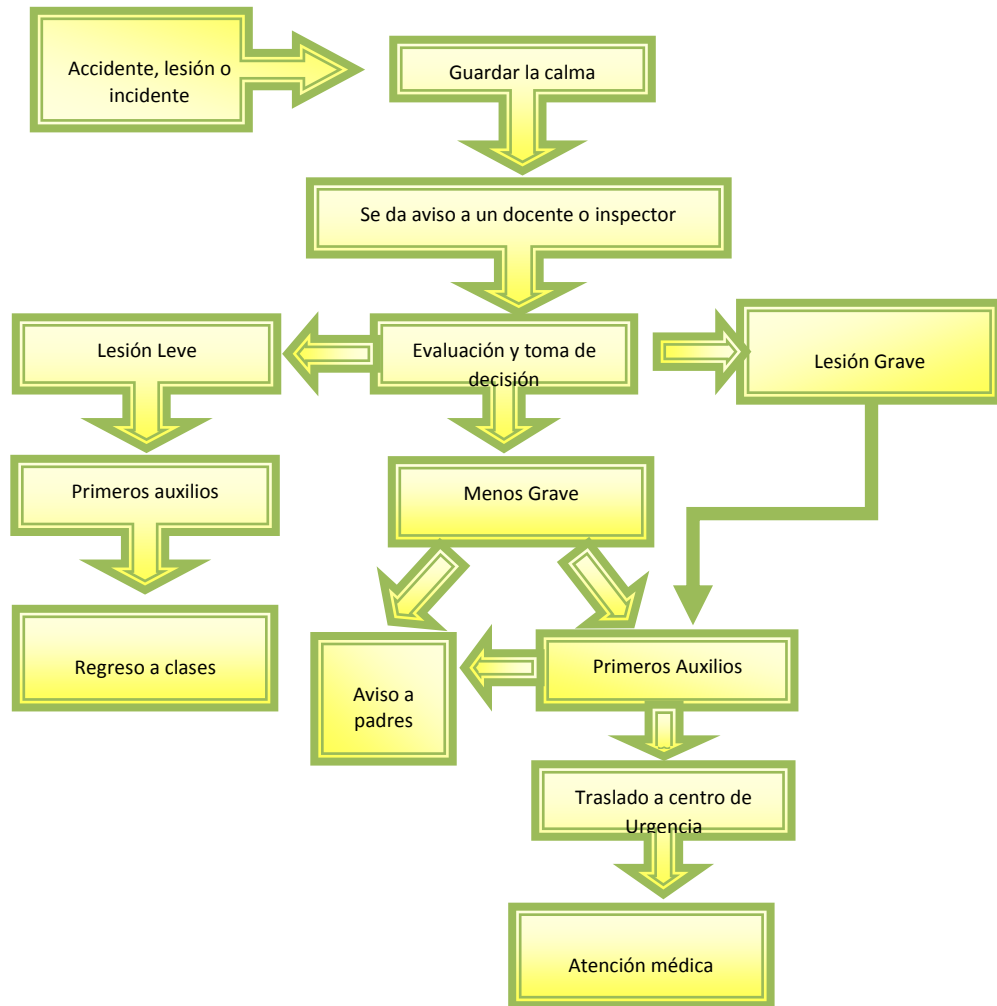 Accidente, lesión o
incidente
Guardar la calma
Se da aviso a un docente o inspector
Lesión Leve
Evaluación y toma de
decisión
Lesión Grave
Primeros auxilios
Menos Grave
Regreso a clases
Aviso a
padres
Primeros Auxilios
Traslado a centro de
Urgencia
Atención médica